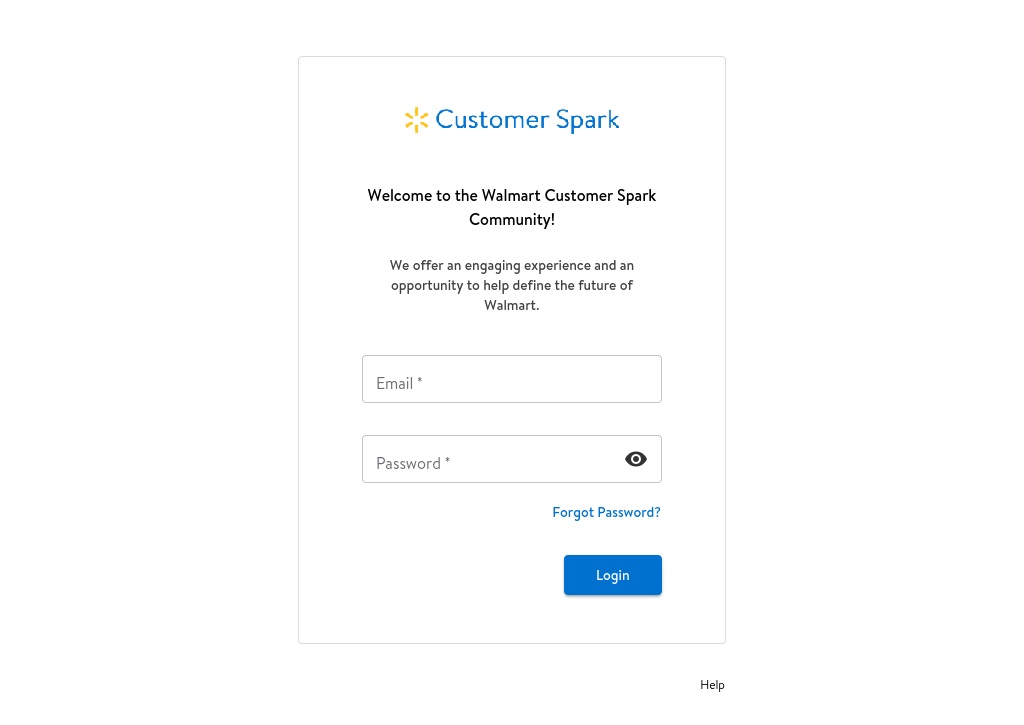 Customer Spark
Welcome to the Walmart Customer Spark
Community!
We offer an engaging experience and an
opportunity to help define the future of
Walmart.
Email *
Password *
Forgot Password?
Login
Help